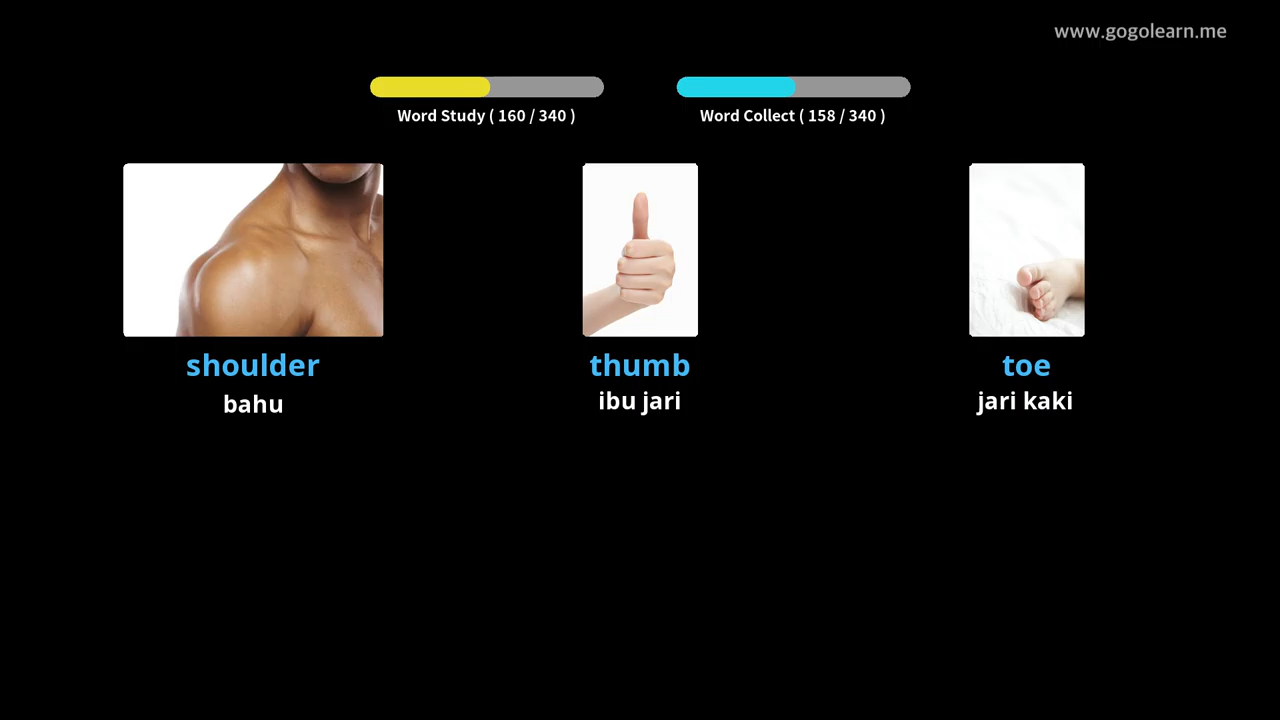 www.gogolearn.me
Word Study ( 160 / 340 )
Word Collect ( 158 / 340 )
shoulder
bahu
thumb
ibu jari
toe
jari kaki